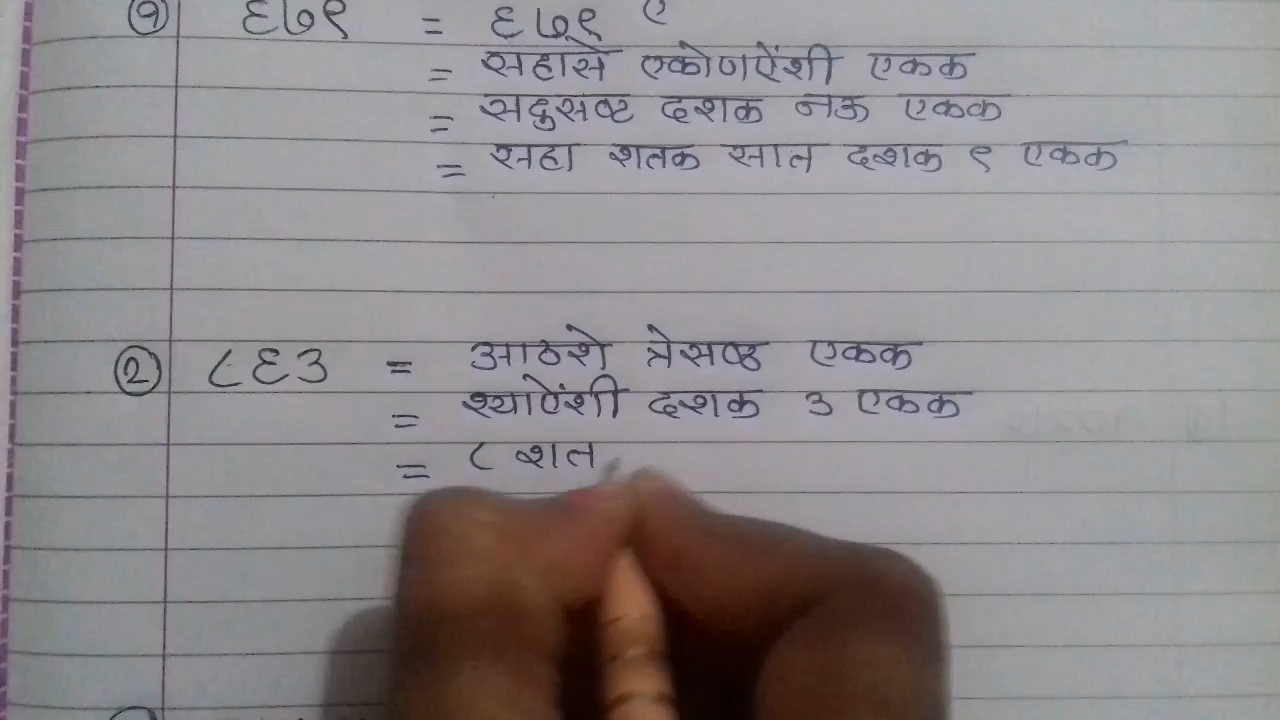 १ ६७९ = ६७९ ए
= सहाशे एकोणऐंशी एकक
= सदुसष्ट दशक नऊ एकक
= सहा शतक सात दशक ९ एकक
२ ८६३ = आठशे त्रेसष्ठ एकक
= श्याऐंशी दशक ३ एकक
= ८ शत